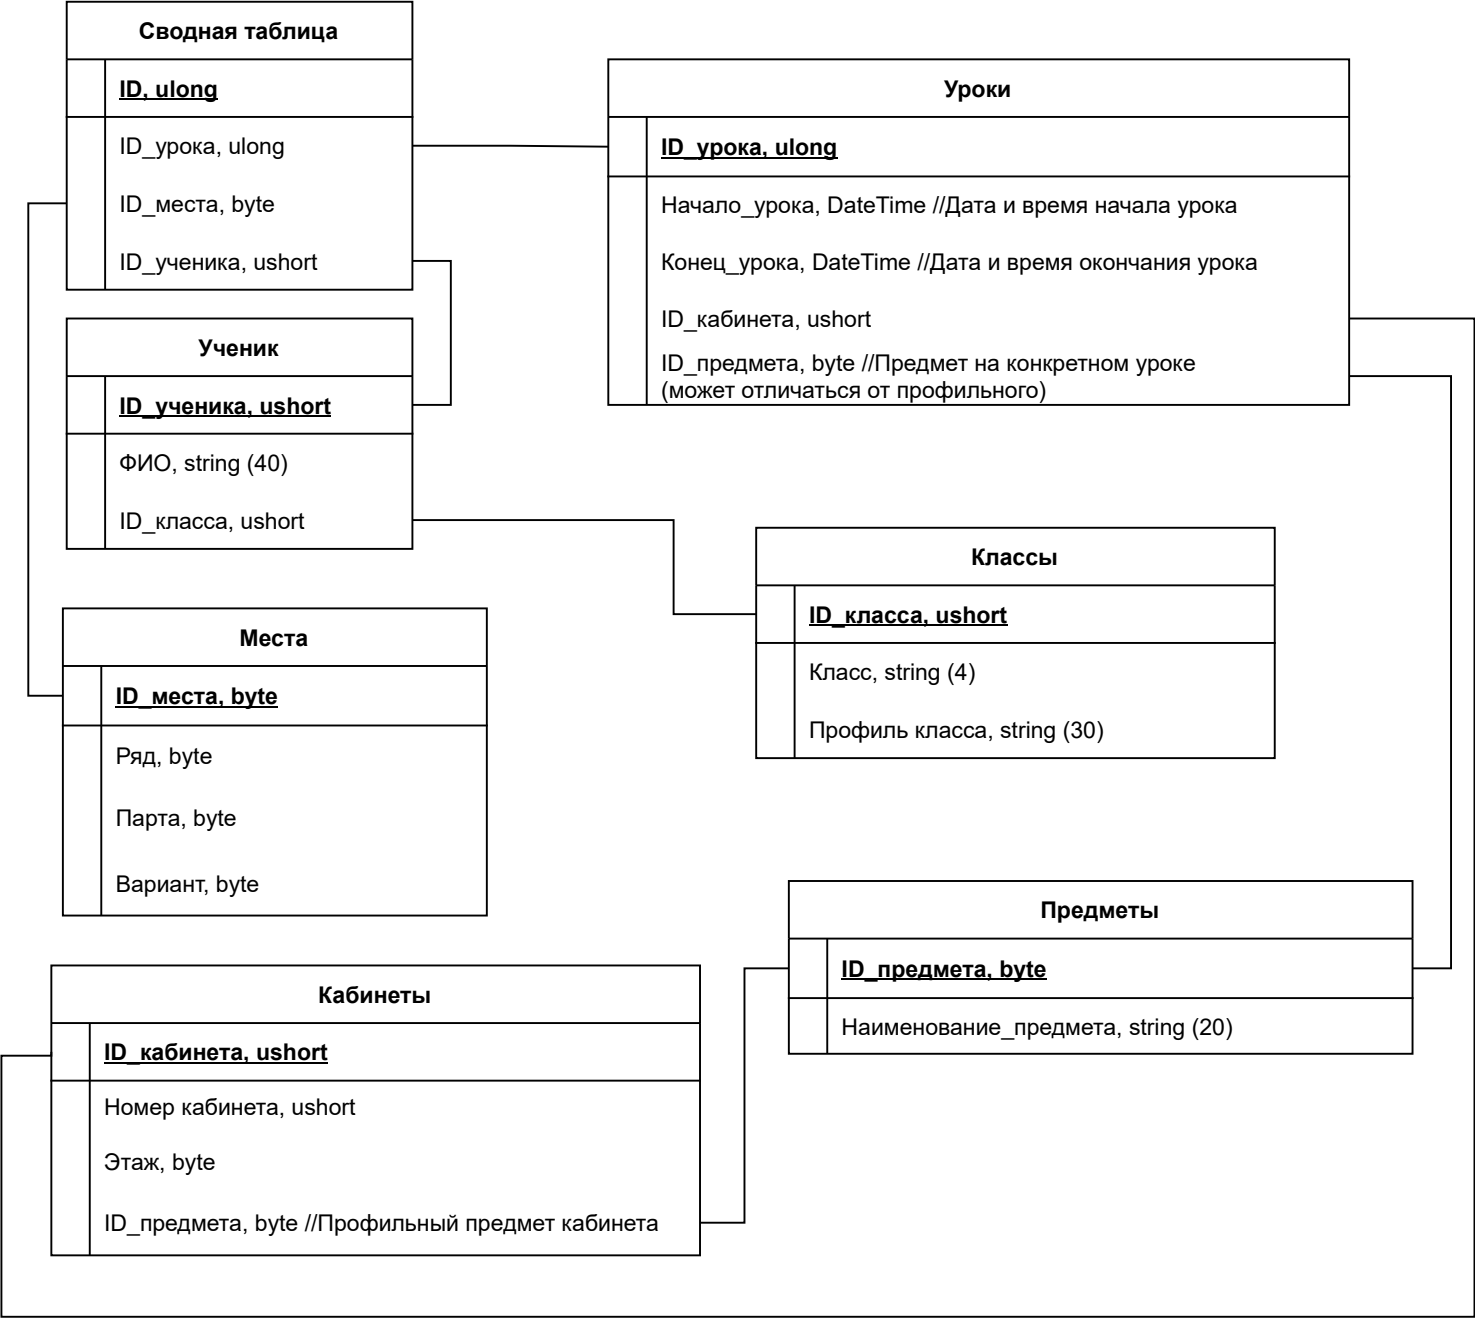 Сводная таблица
ID, ulong
ID_урока, ulong
ID_места, byte
ID_ученика, ushort
Уроки
ID_урока, ulong
Начало_урока, DateTime //Дата и время начала урока
Конец_урока, DateTime //Дата и время окончания урока
ID_кабинета, ushort
ID_предмета, byte //Предмет на конкретном уроке
(может отличаться от профильного)
Ученик
ID_ученика, ushort
ФИО, string (40)
ID_класса, ushort
Классы
ID_класса, ushort
Класс, string (4)
Профиль класса, string (30)
Места
ID_места, byte
Ряд, byte
Парта, byte
Вариант, byte
Предметы
ID_предмета, byte
Наименование_предмета, string (20)
Кабинеты
ID_кабинета, ushort
Номер кабинета, ushort
Этаж, byte
ID_предмета, byte //Профильный предмет кабинета